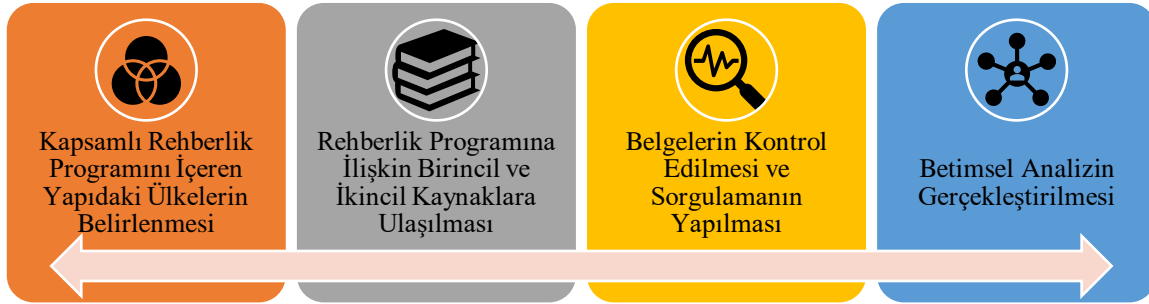 Kapsamlı Rehberlik
Programını İçeren
Yapıdaki Ülkelerin
Belirlenmesi
Rehberlik Programına
İlişkin Birincil ve
İkincil Kaynaklara
Ulaşılması
Belgelerin Kontrol
Edilmesi ve
Sorgulamanın
Yapılması
Betimsel Analizin
Gerçekleştirilmesi